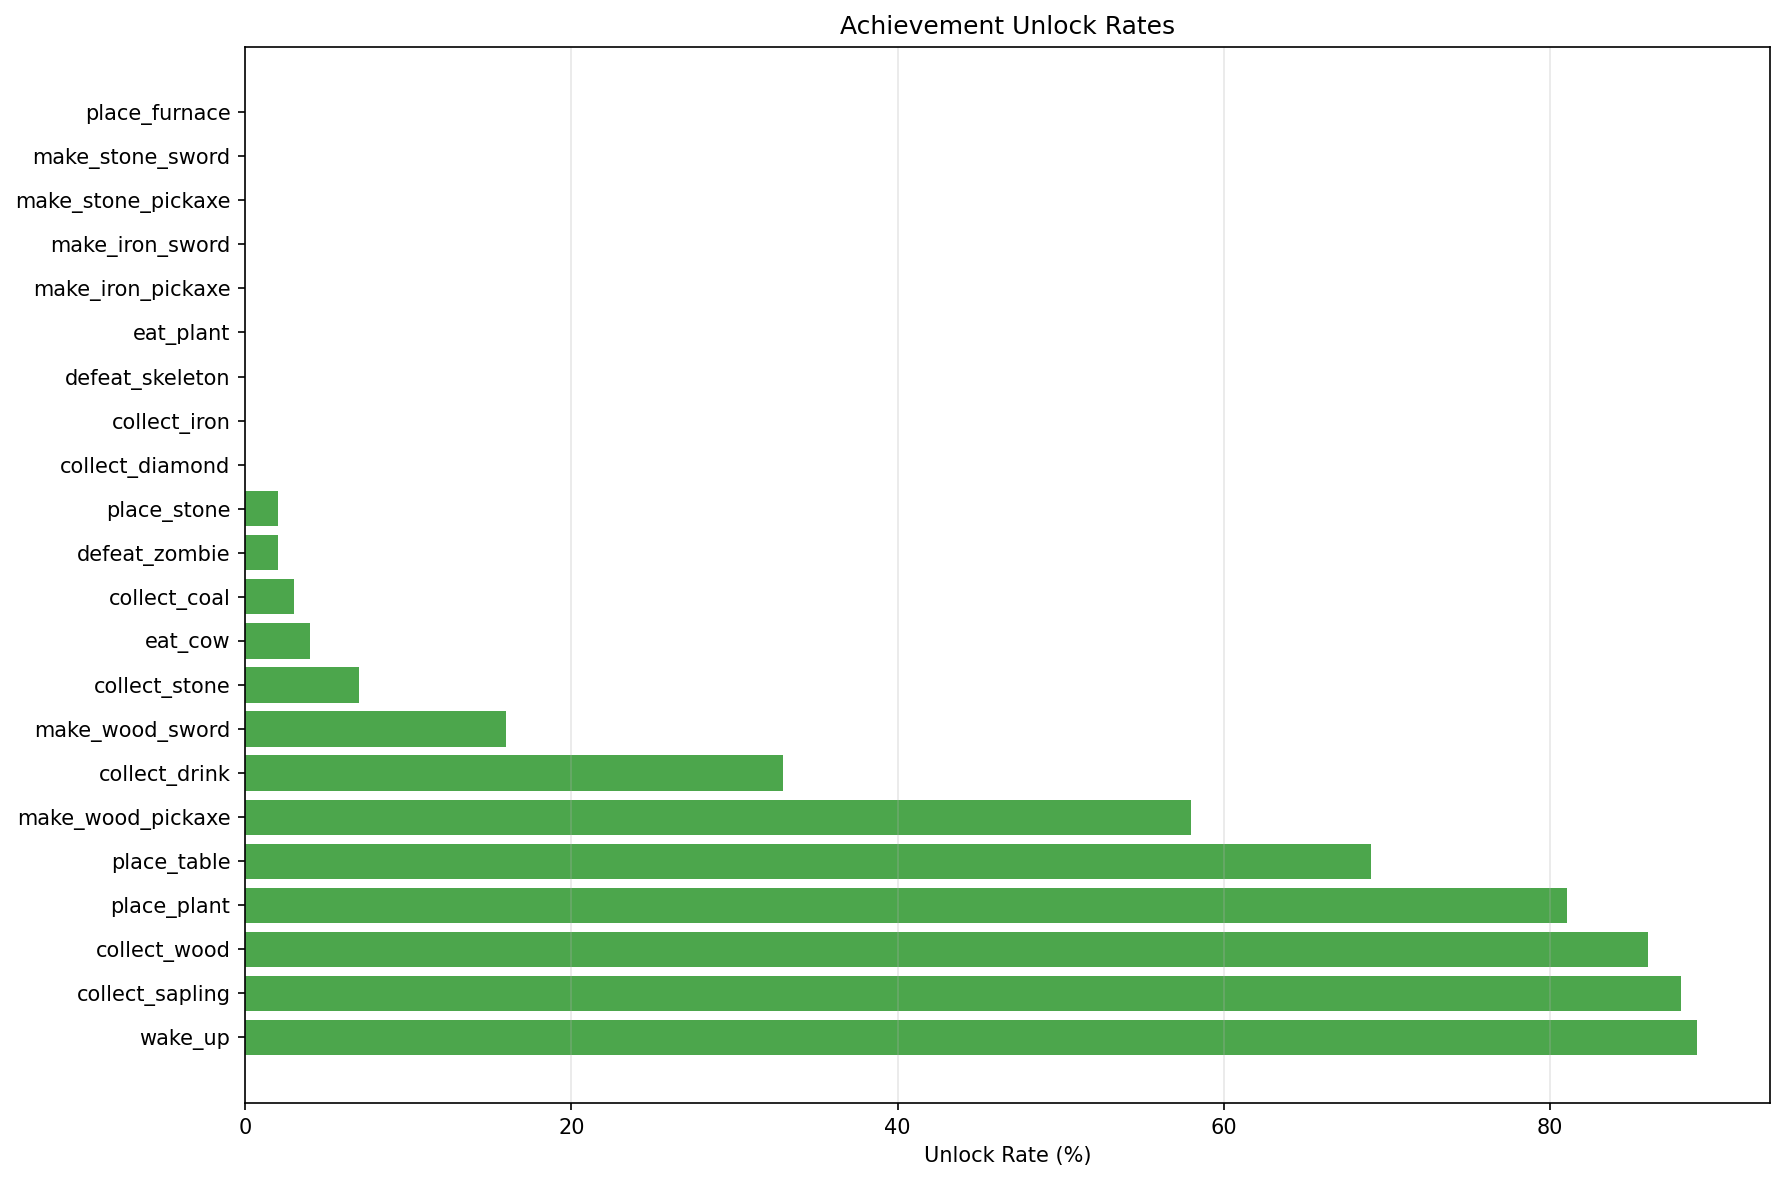 Achievement Unlock Rates
place_furnace
make_stone_sword
make_stone_pickaxe
make_iron_sword
make_iron_pickaxe
eat_plant
defeat_skeleton
collect_iron
collect_diamond
place_stone
defeat_zombie
collect_coal
eat_cow
collect_stone
make_wood_sword
collect_drink
make_wood_pickaxe
place_table
place_plant
collect_wood
collect_sapling
wake_up
0 20 40 60 80
Unlock Rate (%)